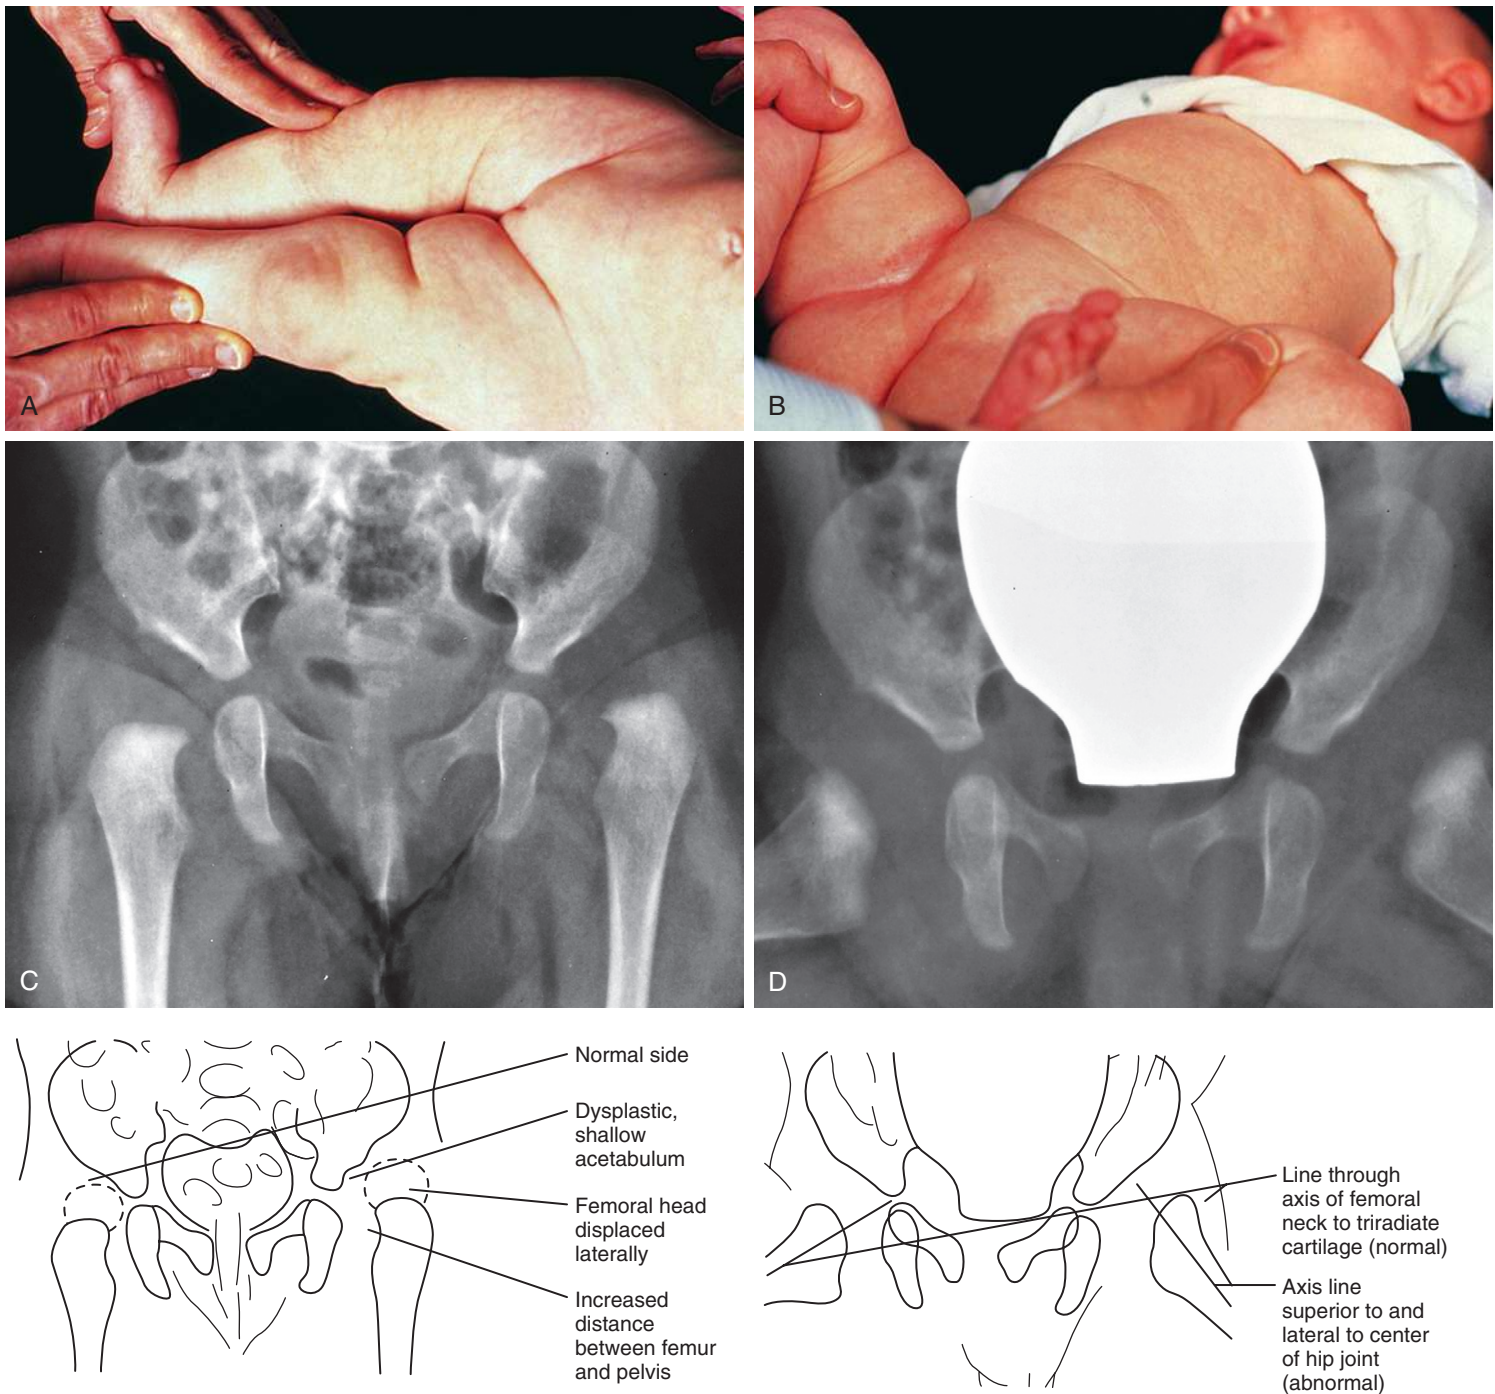 A
B
C
D
Normal side
Dysplastic,
shallow
acetabulum
Femoral head
displaced
laterally
Increased
distance
between femur
and pelvis
Line through
axis of femoral
neck to triradiate
cartilage (normal)
Axis line
superior to and
lateral to center
of hip joint
(abnormal)